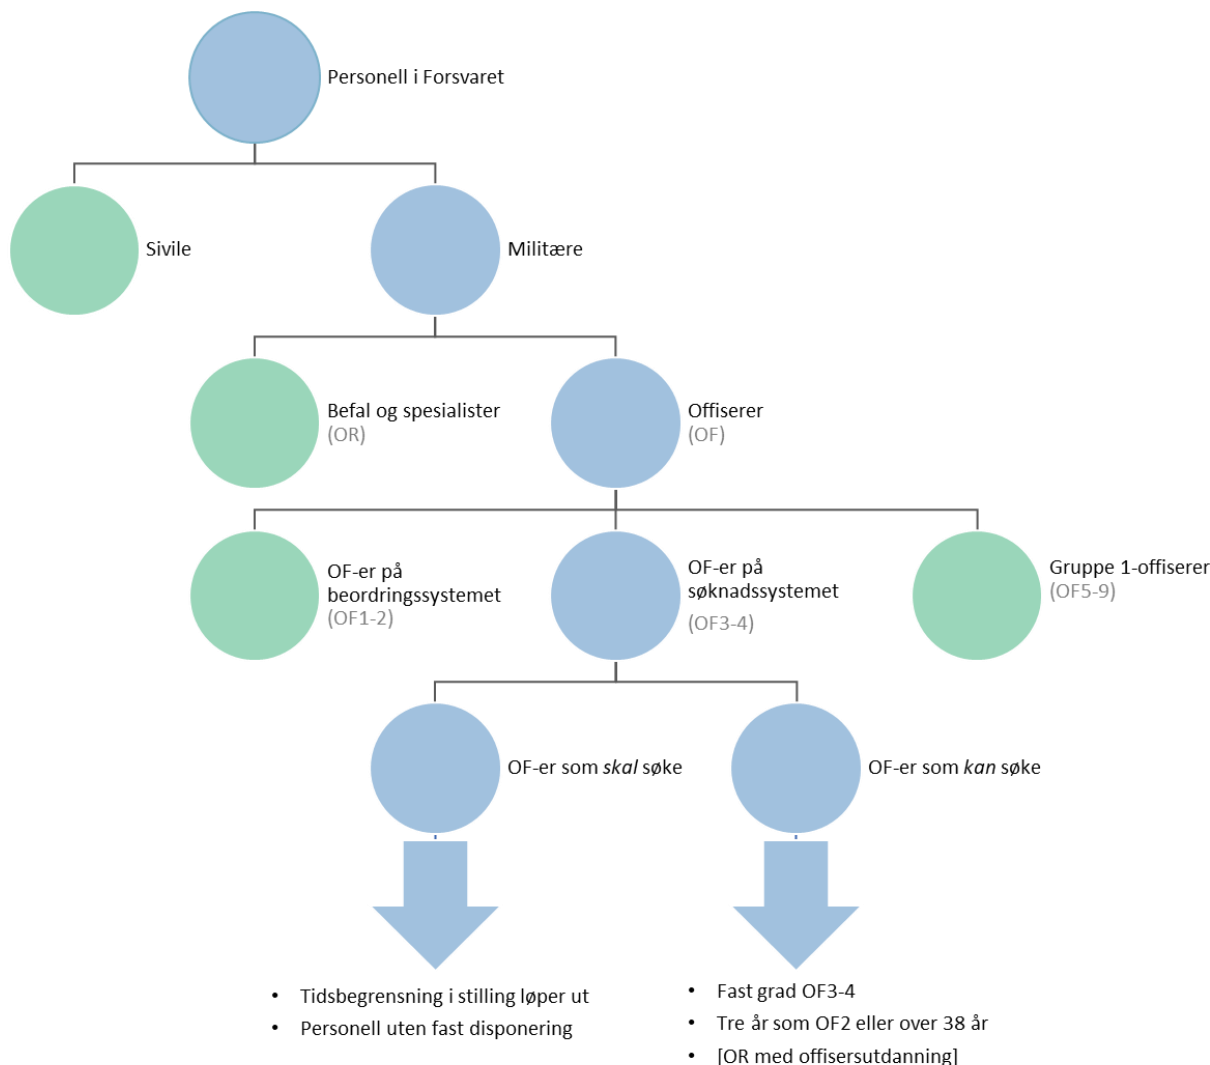 Personell i Forsvaret
Sivile
Militære
Befal og spesialister
(OR)
Offiserer
(OF)
OF-er på
beordringssystemet
(OF1-2)
OF-er på
søknadssystemet
(OF3-4)
Gruppe 1-offiserer
(OF5-9)
OF-er som skal søke
OF-er som kan søke
• Tidsbegrensning i stilling løper ut
• Personell uten fast disponering
• Fast grad OF3-4
• Tre år som OF2 eller over 38 år
• [OR med offisersutdanning]